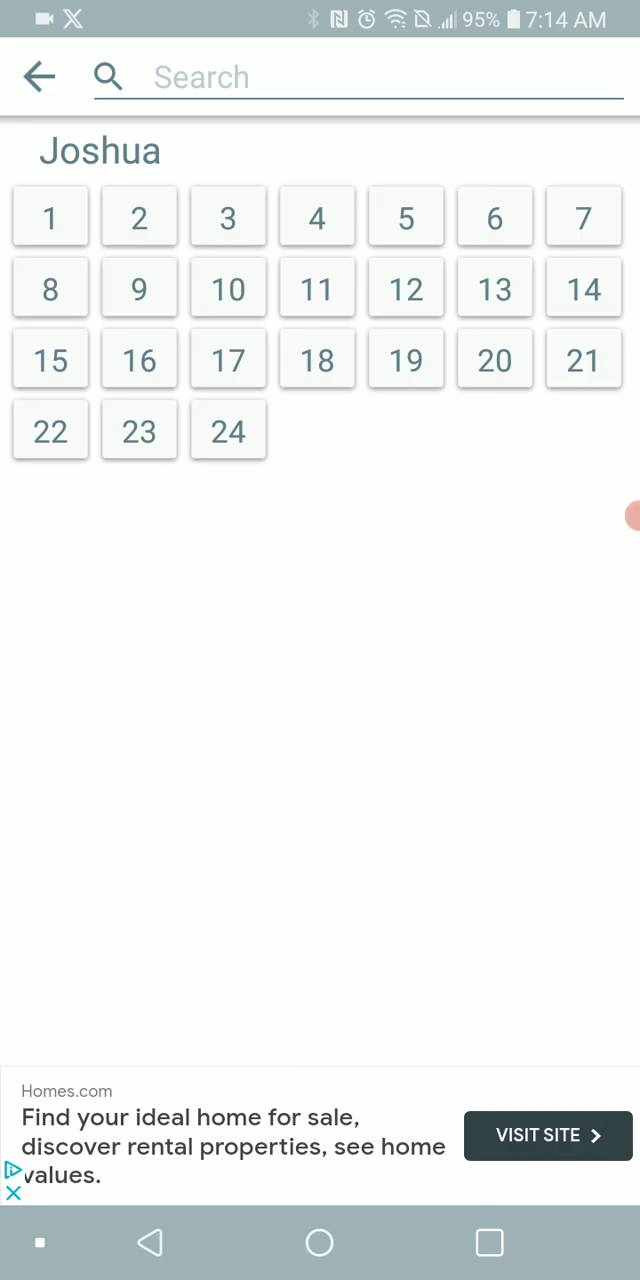 95% 7:14 AM
Search
Joshua
1 2 3 4 5 6 7
8 9 10 11 12 13 14
15 16 17 18 19 20 21
22 23 24
Homes.com
Find your ideal home for sale,
discover rental properties, see home
values.
VISIT SITE